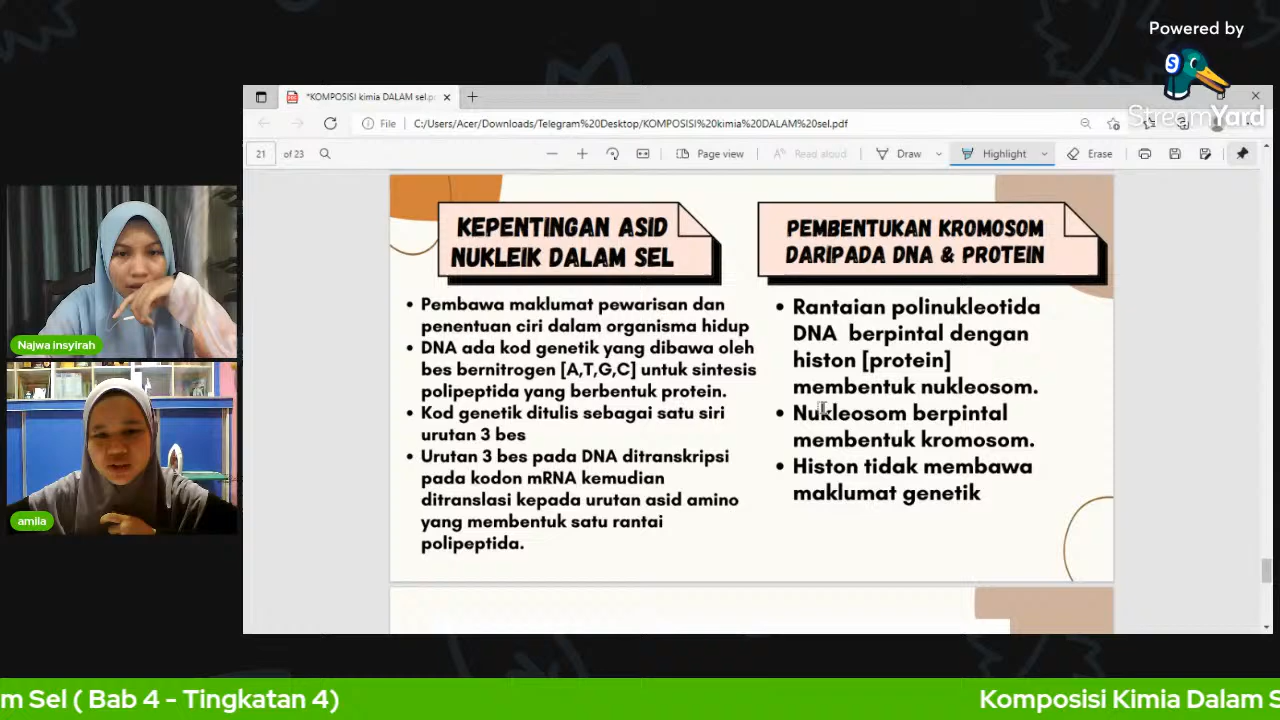 Powered by
S
StreamYard
*KOMPOSISI kimia DALAM sel.p
File
C:/Users/Acer/Downloads/Telegram%20Desktop/KOMPOSISI%20kimia%20DALAM%20sel.pdf
21 of 23
Page view
Read aloud
Draw
Highlight
Erase
KEPENTINGAN ASID
NUKLEIK DALAM SEL
Pembawa maklumat pewarisan dan
penentuan ciri dalam organisma hidup
DNA ada kod genetik yang dibawa oleh
bes bernitrogen [A,T,G,C] untuk sintesis
polipeptida yang berbentuk protein.
Kod genetik ditulis sebagai satu siri
urutan 3 bes
Urutan 3 bes pada DNA ditranskripsi
pada kodon mRNA kemudian
ditranslasi kepada urutan asid amino
yang membentuk satu rantai
polipeptida.
PEMBENTUKAN KROMOSOM
DARIPADA DNA & PROTEIN
Rantaian polinukleotida
DNA berpintal dengan
histon [protein]
membentuk nukleosom.
Nukleosom berpintal
membentuk kromosom.
Histon tidak membawa
maklumat genetik
Najwa insyirah
amila
m Sel ( Bab 4 - Tingkatan 4)
Komposisi Kimia Dalam S